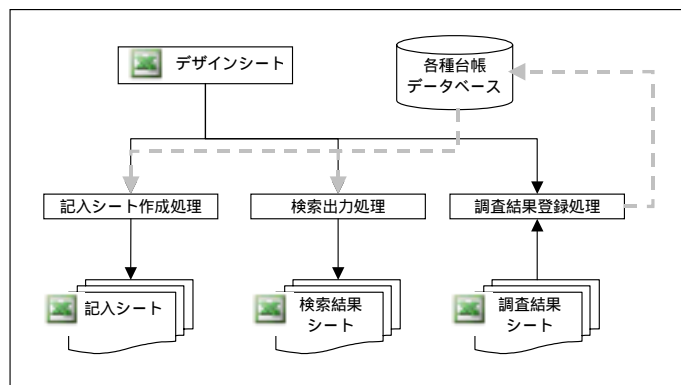 デザインシート
各種台帳
データベース
記入シート作成処理
検索出力処理
調査結果登録処理
記入シート
検索結果
シート
調査結果
シート